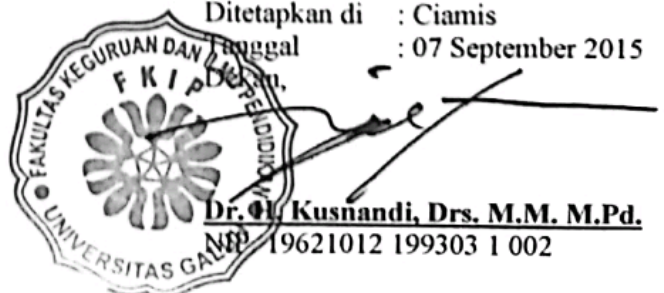 Ditetapkan di : Ciamis
Tanggal : 07 September 2015
Dekan,
FAKULTAS KEGURUAN DAN ILMU PENDIDIKAN
FKIP
UNIVERSITAS GALUH
Dr. H. Kusnandi, Drs. M.M. M.Pd.
NIP 19621012 199303 1 002